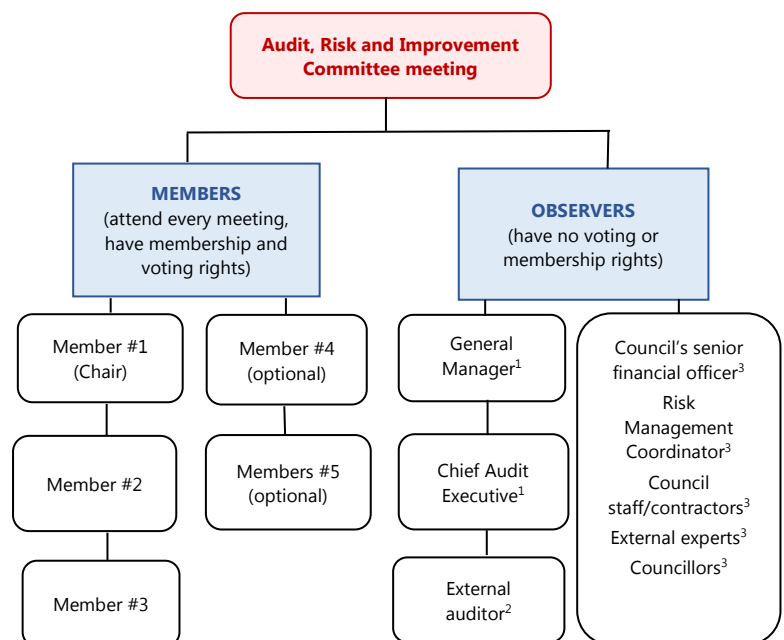 Audit, Risk and Improvement
Committee meeting
MEMBERS
(attend every meeting,
have membership and
voting rights)
OBSERVERS
(have no voting or
membership rights)
Member #1
(Chair)
Member #2
Member #3
Member #4
(optional)
Members #5
(optional)
General
Manager¹
Chief Audit
Executive¹
External
auditor²
Council’s senior
financial officer³
Risk
Management
Coordinator³
Council
staff/contractors³
External experts³
Councillors³